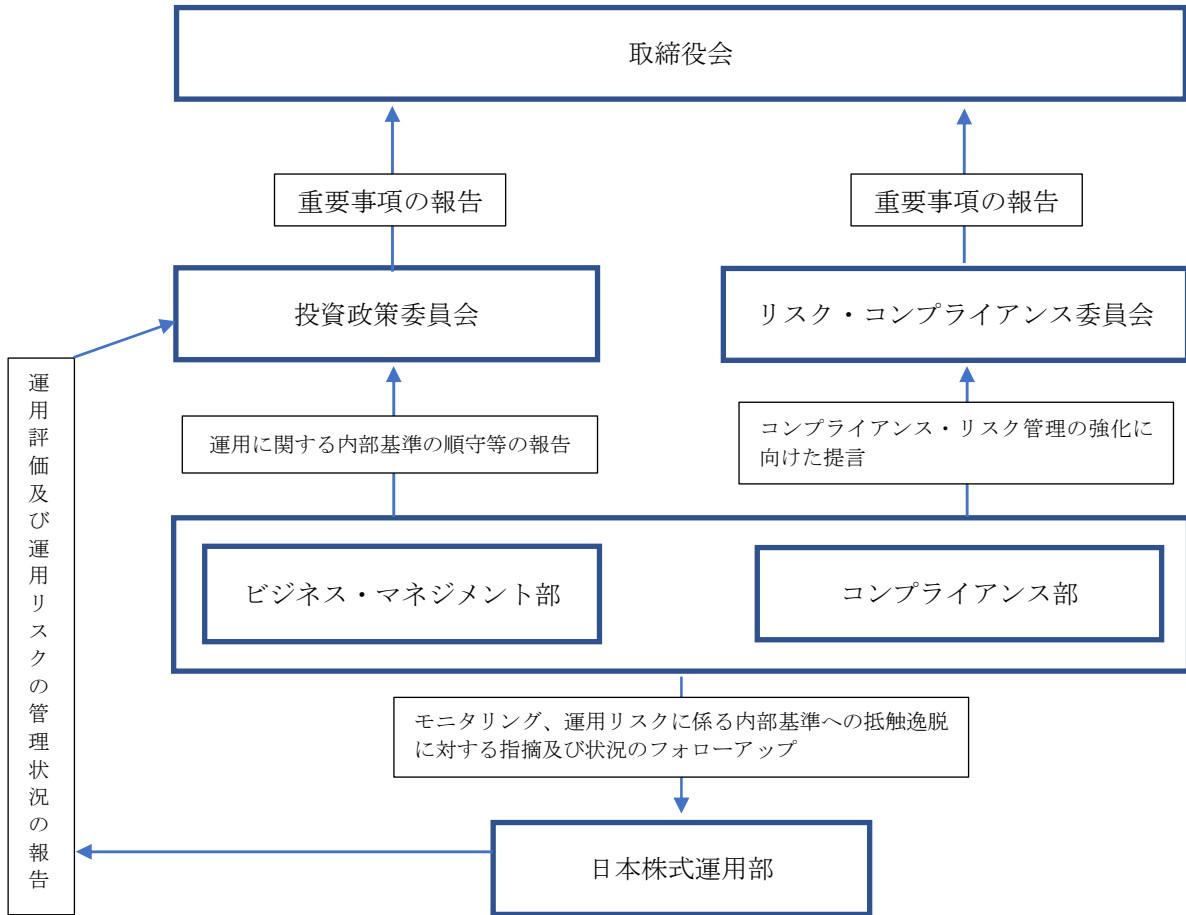 取締役会
重要事項の報告
重要事項の報告
投資政策委員会
リスク・コンプライアンス委員会
運用評価及び運用リスクの管理状況の報告
運用に関する内部基準の順守等の報告
コンプライアンス・リスク管理の強化に
向けた提言
ビジネス・マネジメント部
コンプライアンス部
モニタリング、運用リスクに係る内部基準への抵触逸脱
に対する指摘及び状況のフォローアップ
日本株式運用部